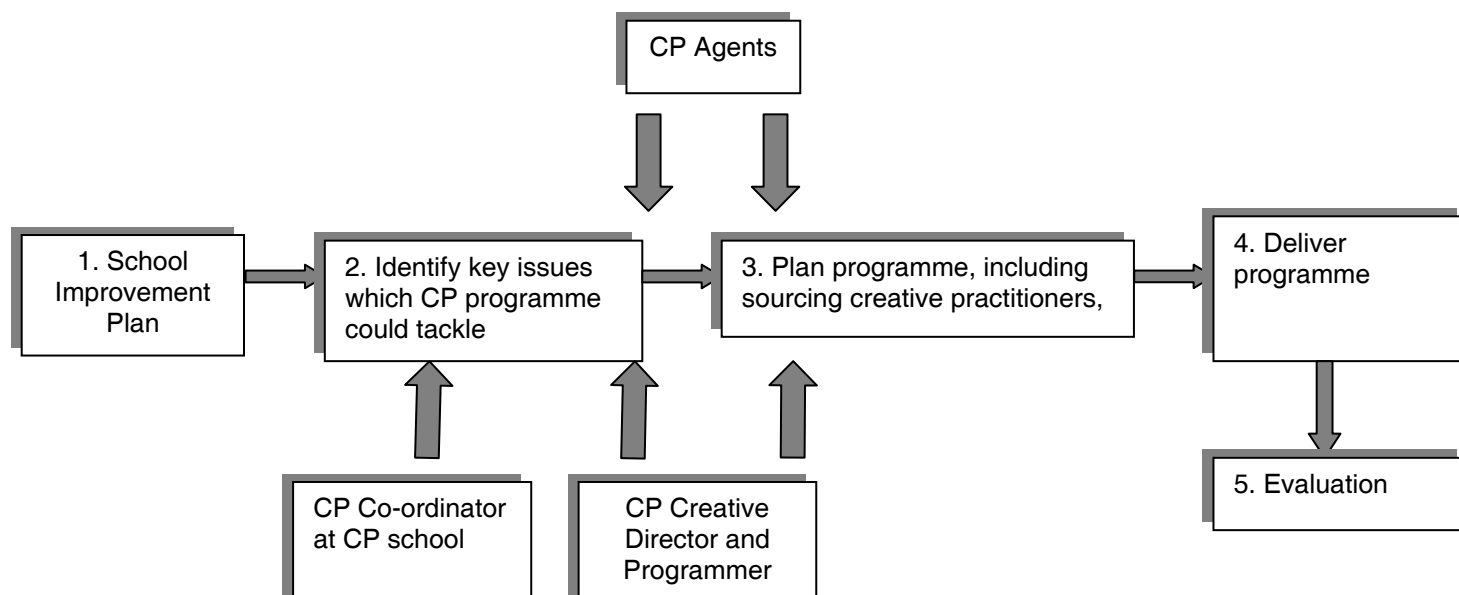 CP Agents
1. School
Improvement
Plan
2. Identify key issues
which CP programme
could tackle
3. Plan programme, including
sourcing creative practitioners,
4. Deliver
programme
CP Co-ordinator
at CP school
CP Creative
Director and
Programmer
5. Evaluation